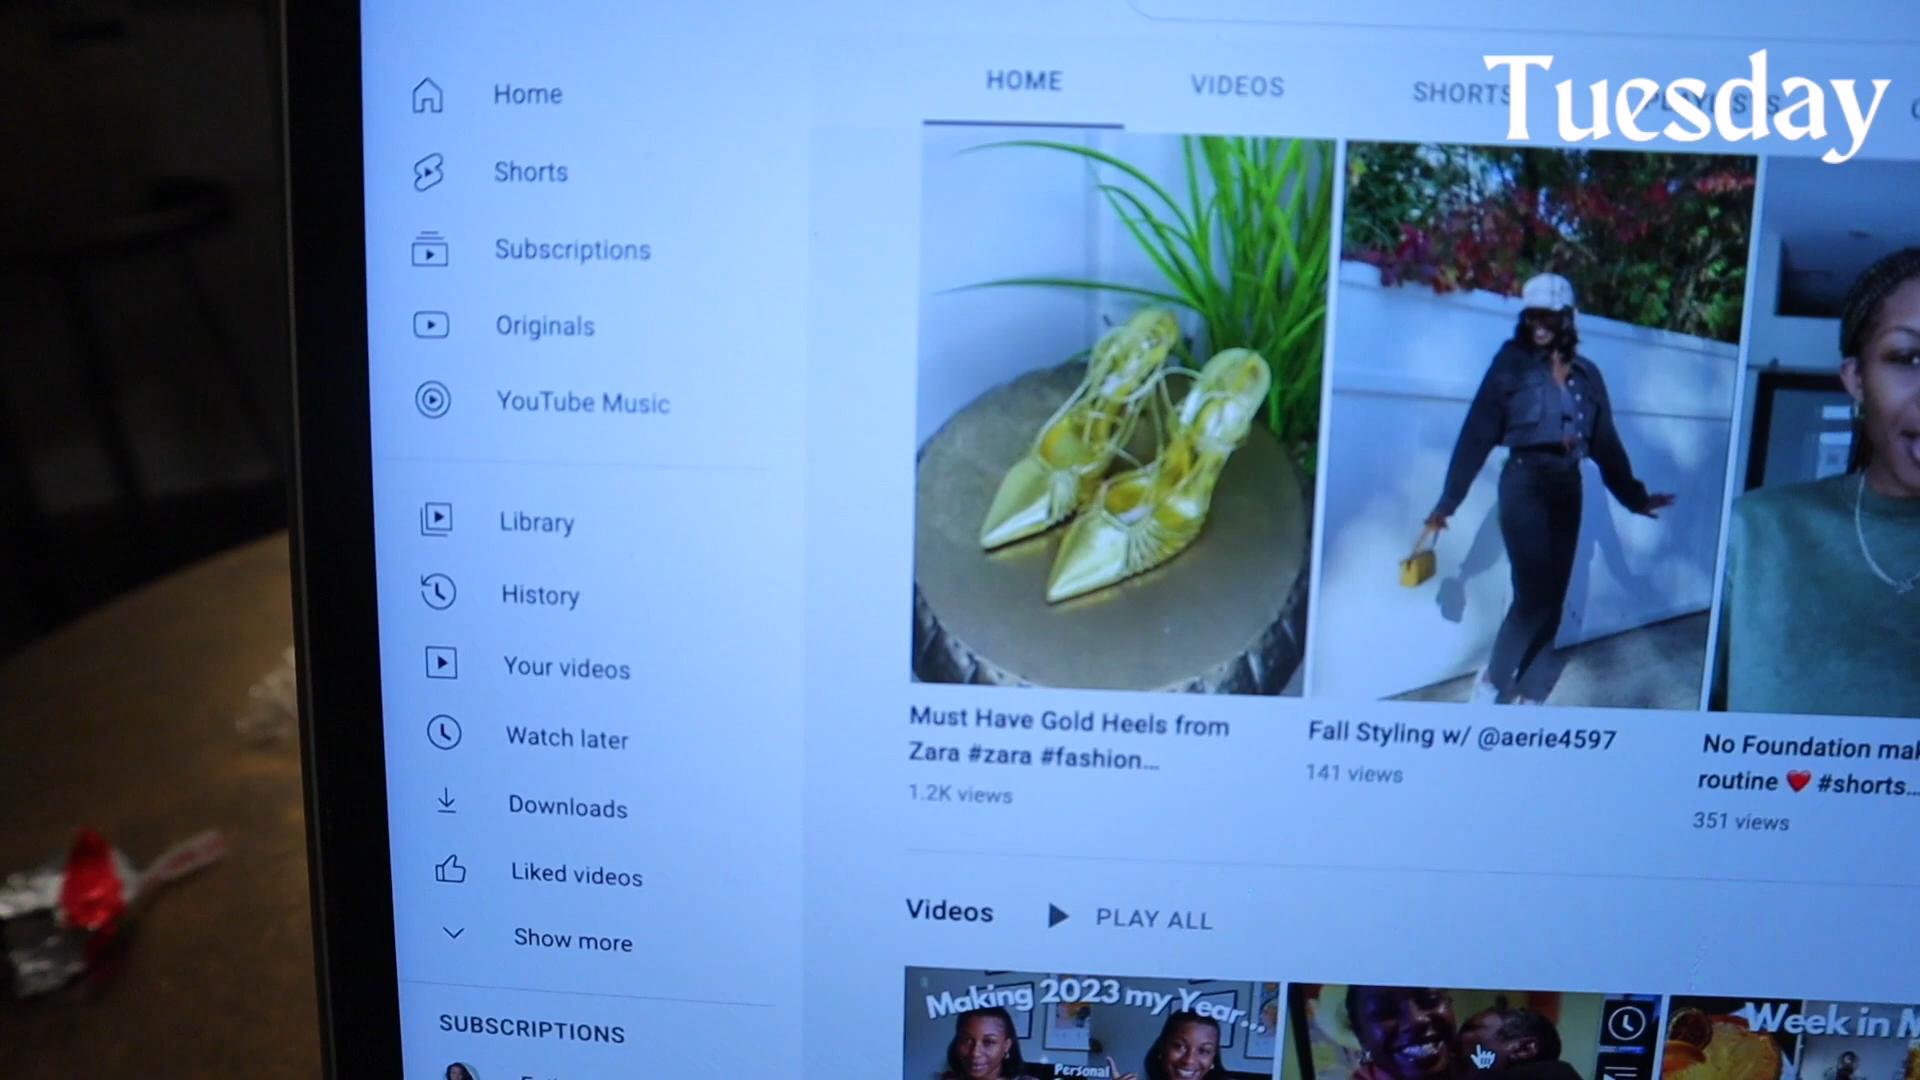 Tuesday
HOME
VIDEOS
SHORTS
PLAYLISTS
Home
Shorts
Subscriptions
Originals
YouTube Music
Library
History
Your videos
Watch later
Downloads
Liked videos
Show more
SUBSCRIPTIONS
Must Have Gold Heels from
Zara #zara #fashion...
1.2K views
Fall Styling w/ @aerie4597
141 views
No Foundation
routine ❤️ #shorts...
351 views
Videos
PLAY ALL
Making 2023 my Year...
Personal
Week in